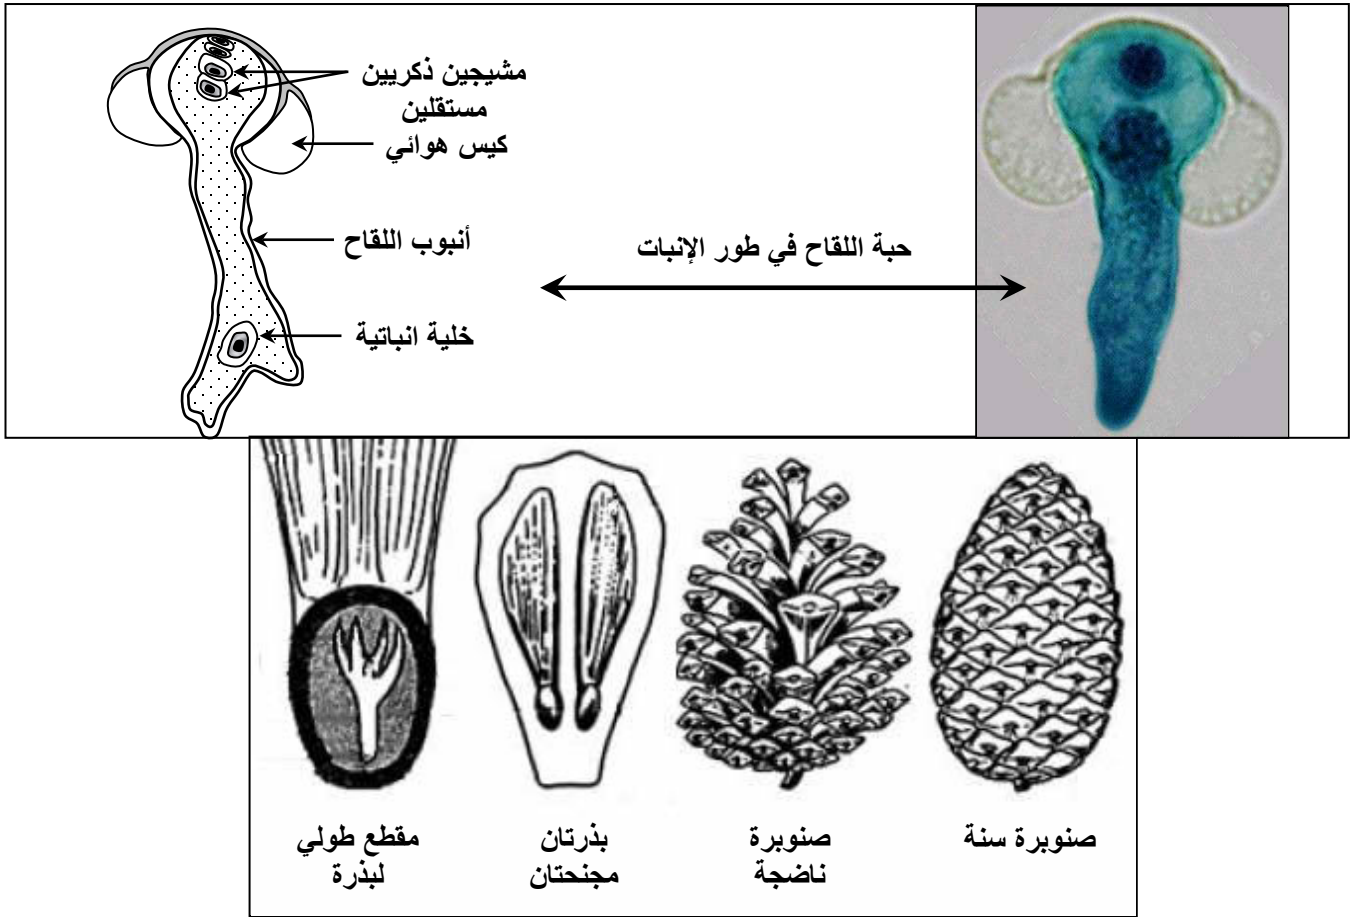 مشيجين ذكريين
مستقلين
كيس هوائي
أنبوب اللقاح
حبة اللقاح في طور الإنبات
خلية انباتية
صنوبرة سنة
صنوبرة
ناضجة
بذرتان
مجنحتان
مقطع طولي
لبذرة